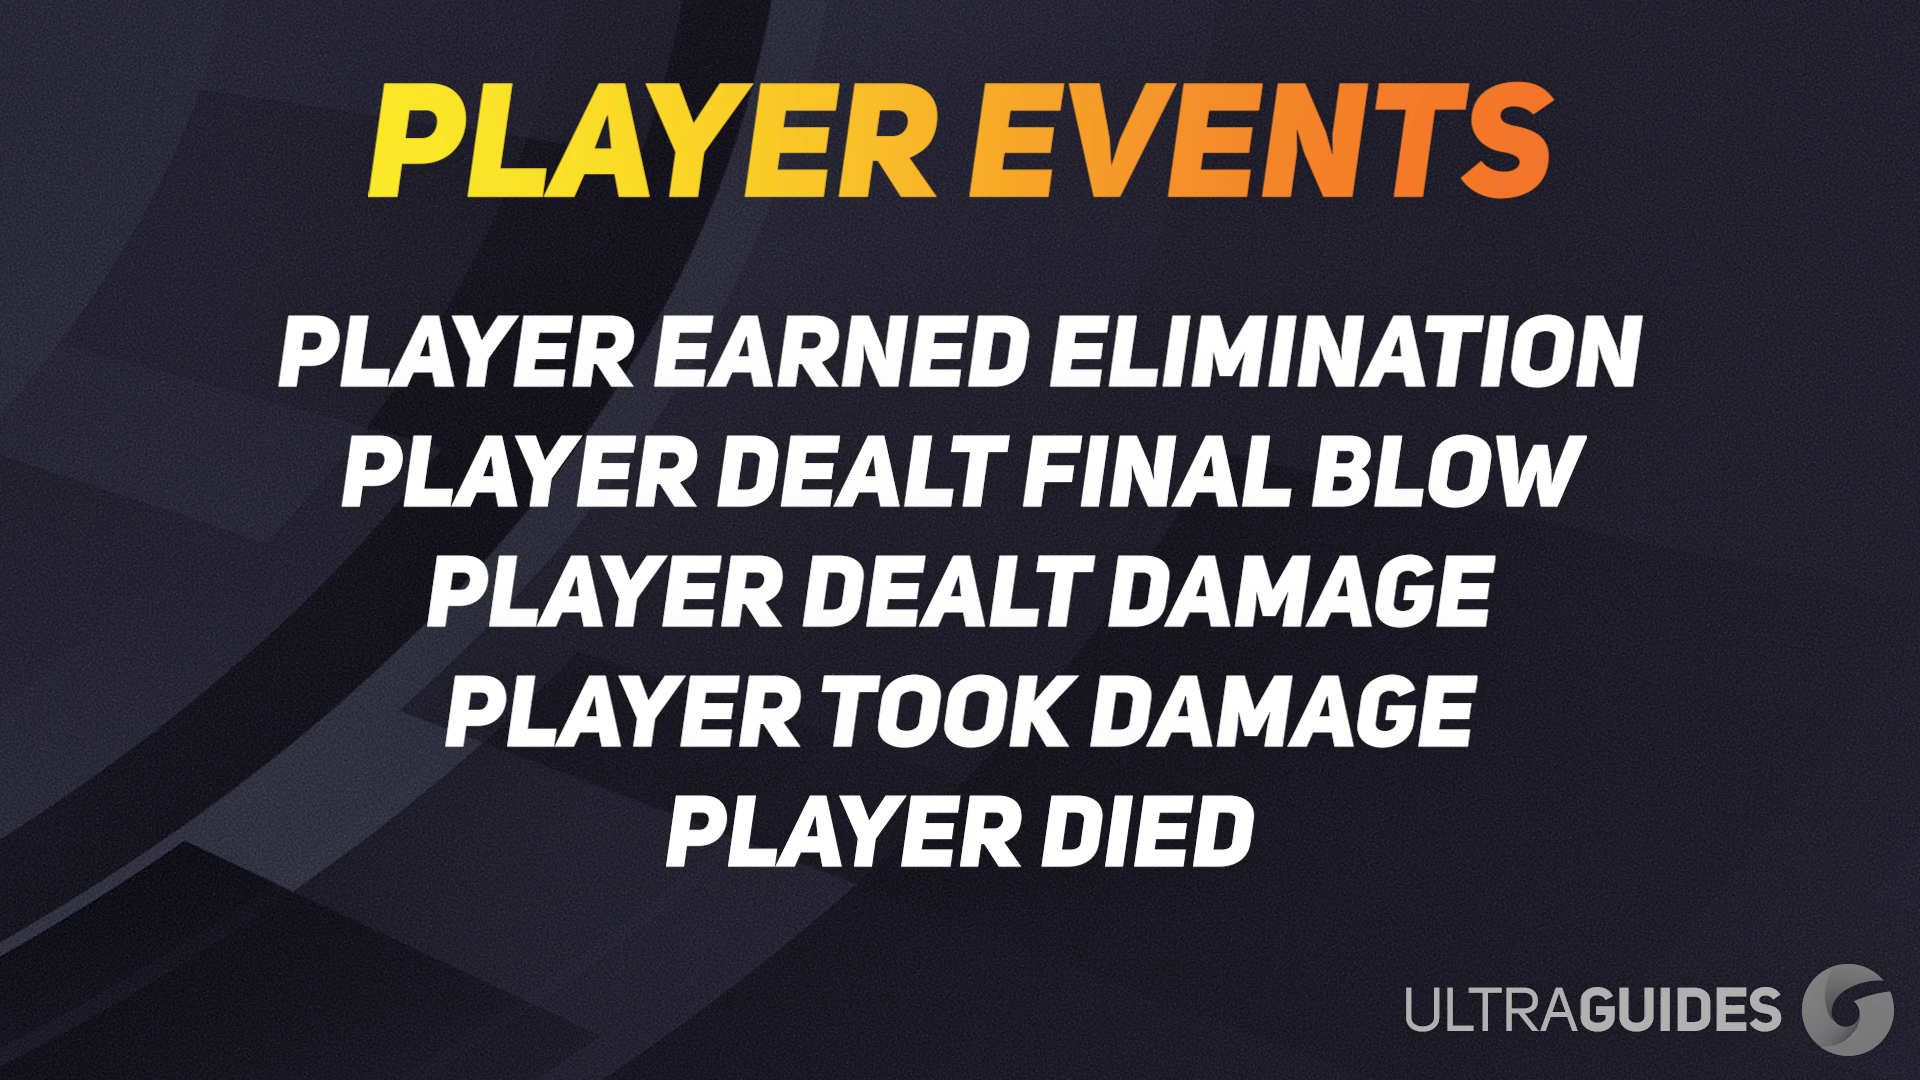 PLAYER EVENTS
PLAYER EARNED ELIMINATION
PLAYER DEALT FINAL BLOW
PLAYER DEALT DAMAGE
PLAYER TOOK DAMAGE
PLAYER DIED
ULTRAGUIDES